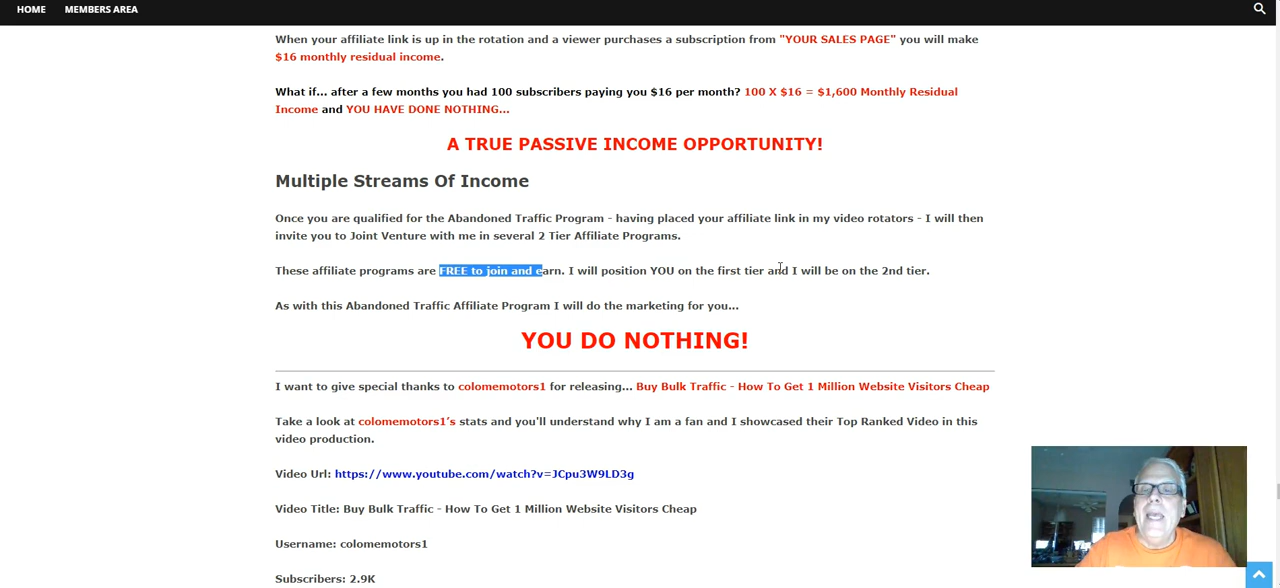 HOME MEMBERS AREA
When your affiliate link is up in the rotation and a viewer purchases a subscription from "YOUR SALES PAGE" you will make
$16 monthly residual income.
What if... after a few months you had 100 subscribers paying you $16 per month? 100 X $16 = $1,600 Monthly Residual
Income and YOU HAVE DONE NOTHING...
A TRUE PASSIVE INCOME OPPORTUNITY!
Multiple Streams Of Income
Once you are qualified for the Abandoned Traffic Program - having placed your affiliate link in my video rotators - I will then
invite you to Joint Venture with me in several 2 Tier Affiliate Programs.
These affiliate programs are FREE to join and earn. I will position YOU on the first tier and I will be on the 2nd tier.
As with this Abandoned Traffic Affiliate Program I will do the marketing for you...
YOU DO NOTHING!
I want to give special thanks to colomemotors1 for releasing... Buy Bulk Traffic - How To Get 1 Million Website Visitors Cheap
Take a look at colomemotors1's stats and you'll understand why I am a fan and I showcased their Top Ranked Video in this
video production.
Video Url: https://www.youtube.com/watch?v=JCpu3W9LD3g
Video Title: Buy Bulk Traffic - How To Get 1 Million Website Visitors Cheap
Username: colomemotors1
Subscribers: 2.9K